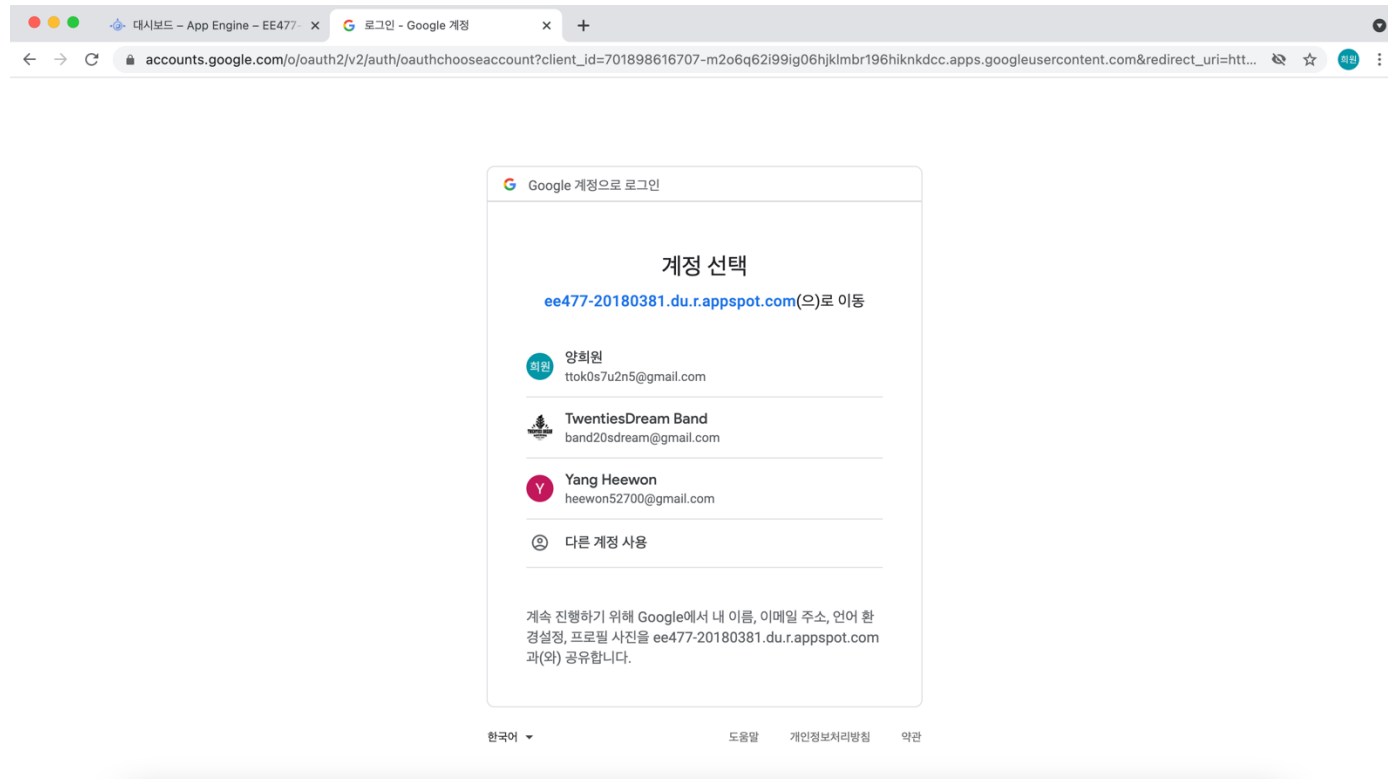 대시보드 – App Engine – EE477-
로그인 - Google 계정
accounts.google.com/o/oauth2/v2/auth/oauthchooseaccount?client_id=701898616707-m2o6q62i99ig06hjklmbr196hiknkdcc.apps.googleusercontent.com&redirect_uri=htt...
희원
Google 계정으로 로그인
계정 선택
ee477-20180381.du.r.appspot.com(으)로 이동
희원
양희원
ttok0s7u2n5@gmail.com
TwentiesDream Band
band20sdream@gmail.com
Y
Yang Heewon
heewon52700@gmail.com
다른 계정 사용
계속 진행하기 위해 Google에서 내 이름, 이메일 주소, 언어 환
경설정, 프로필 사진을 ee477-20180381.du.r.appspot.com
과(와) 공유합니다.
한국어
도움말 개인정보처리방침 약관